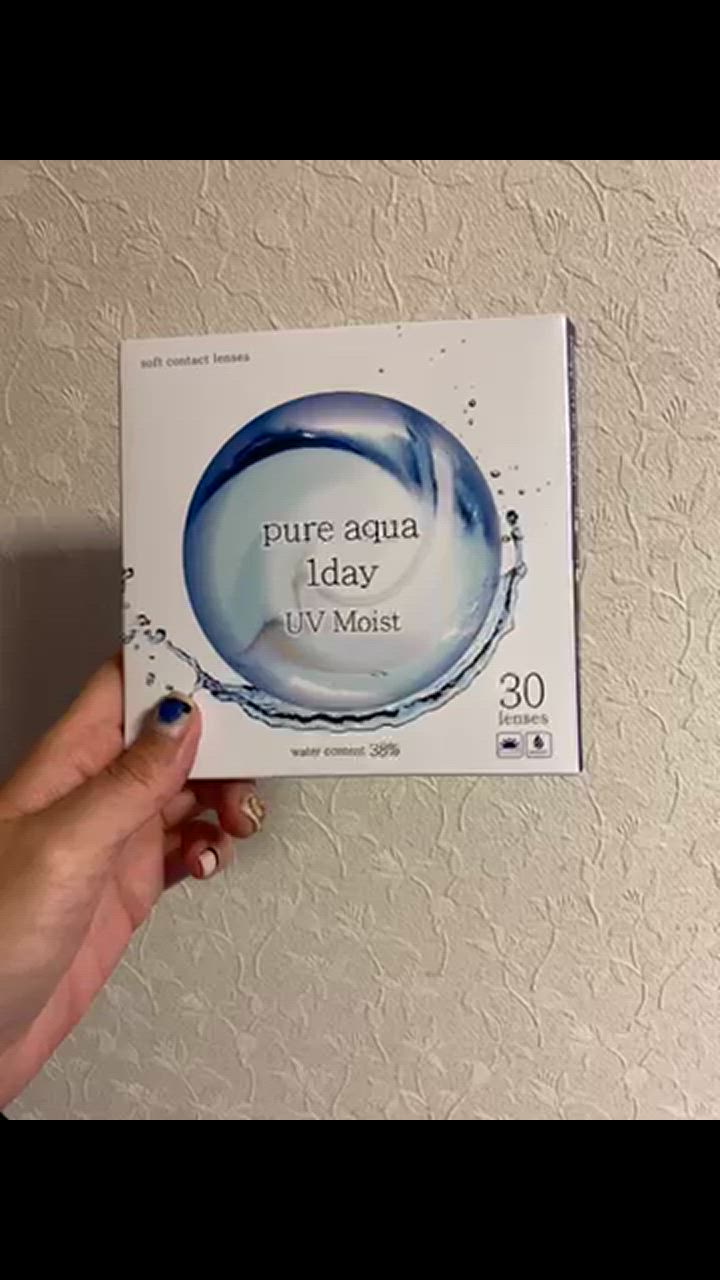 soft contact lenses
pure aqua
1day
UV Moist
30
lenses
water content 38%